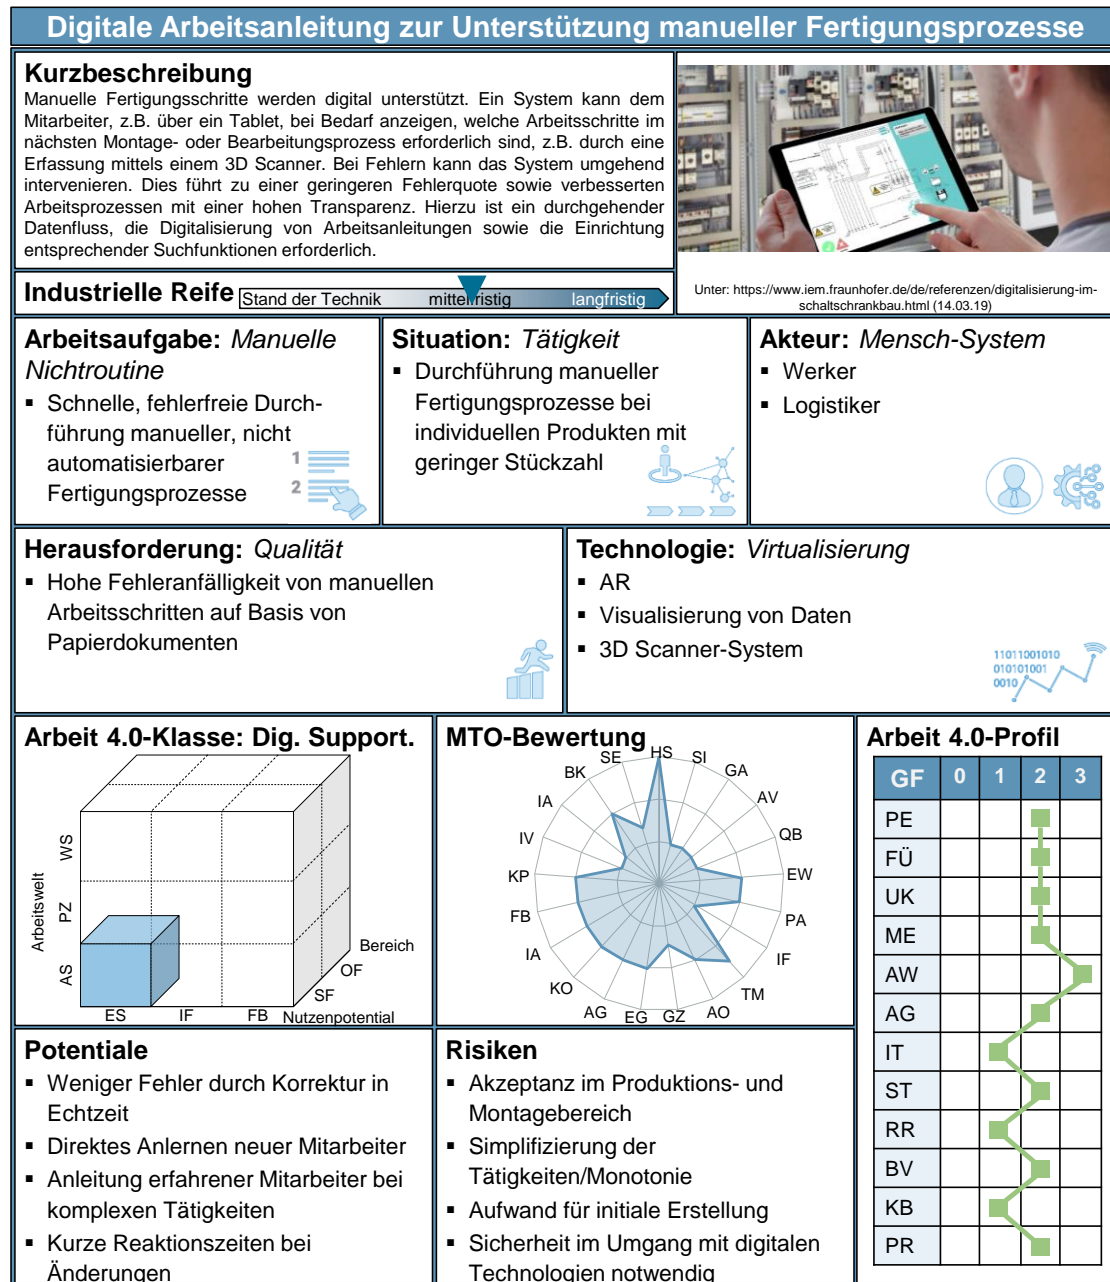 Digitale Arbeitsanleitung zur Unterstützung manueller Fertigungsprozesse
Kurzbeschreibung
Manuelle Fertigungsschritte werden digital unterstützt. Ein System kann dem
Mitarbeiter, z.B. über ein Tablet, bei Bedarf anzeigen, welche Arbeitsschritte im
nächsten Montage- oder Bearbeitungsprozess erforderlich sind, z.B. durch eine
Erfassung mittels einem 3D Scanner. Bei Fehlern kann das System umgehend
intervenieren. Dies führt zu einer geringeren Fehlerquote sowie verbesserten
Arbeitsprozessen mit einer hohen Transparenz. Hierzu ist ein durchgehender
Datenfluss, die Digitalisierung von Arbeitsanleitungen sowie die Einrichtung
entsprechender Suchfunktionen erforderlich.
Unter: https://www.iem.fraunhofer.de/de/referenzen/digitalisierung-im-
schaltschrankbau.html (14.03.19)
Industrielle Reife
Stand der Technik mittelfristig langfristig
Arbeitsaufgabe: Manuelle
Nichtroutine
▪ Schnelle, fehlerfreie Durch-
führung manueller, nicht
automatisierbarer
Fertigungsprozesse
1
2
Situation: Tätigkeit
▪ Durchführung manueller
Fertigungsprozesse bei
individuellen Produkten mit
geringer Stückzahl
Akteur: Mensch-System
▪ Werker
▪ Logistiker
Herausforderung: Qualität
▪ Hohe Fehleranfälligkeit von manuellen
Arbeitsschritten auf Basis von
Papierdokumenten
Technologie: Virtualisierung
▪ AR
▪ Visualisierung von Daten
▪ 3D Scanner-System
11011001010
010101001
0010
Arbeit 4.0-Klasse: Dig. Support.
Arbeitswelt
WS
PZ
AS
ES IF FB Nutzenpotential
SF
OF
Bereich
MTO-Bewertung
HS
SI
GA
AV
QB
EW
PA
IF
TM
AO
GZ
EG
AG
KO
IA
FB
KP
IV
IA
BK
SE
Arbeit 4.0-Profil
GF 0 1 2 3
PE
FÜ
UK
ME
AW
AG
IT
ST
RR
BV
KB
PR
Potentiale
▪ Weniger Fehler durch Korrektur in
Echtzeit
▪ Direktes Anlernen neuer Mitarbeiter
▪ Anleitung erfahrener Mitarbeiter bei
komplexen Tätigkeiten
▪ Kurze Reaktionszeiten bei
Änderungen
Risiken
▪ Akzeptanz im Produktions- und
Montagebereich
▪ Simplifizierung der
Tätigkeiten/Monotonie
▪ Aufwand für initiale Erstellung
▪ Sicherheit im Umgang mit digitalen
Technologien notwendig